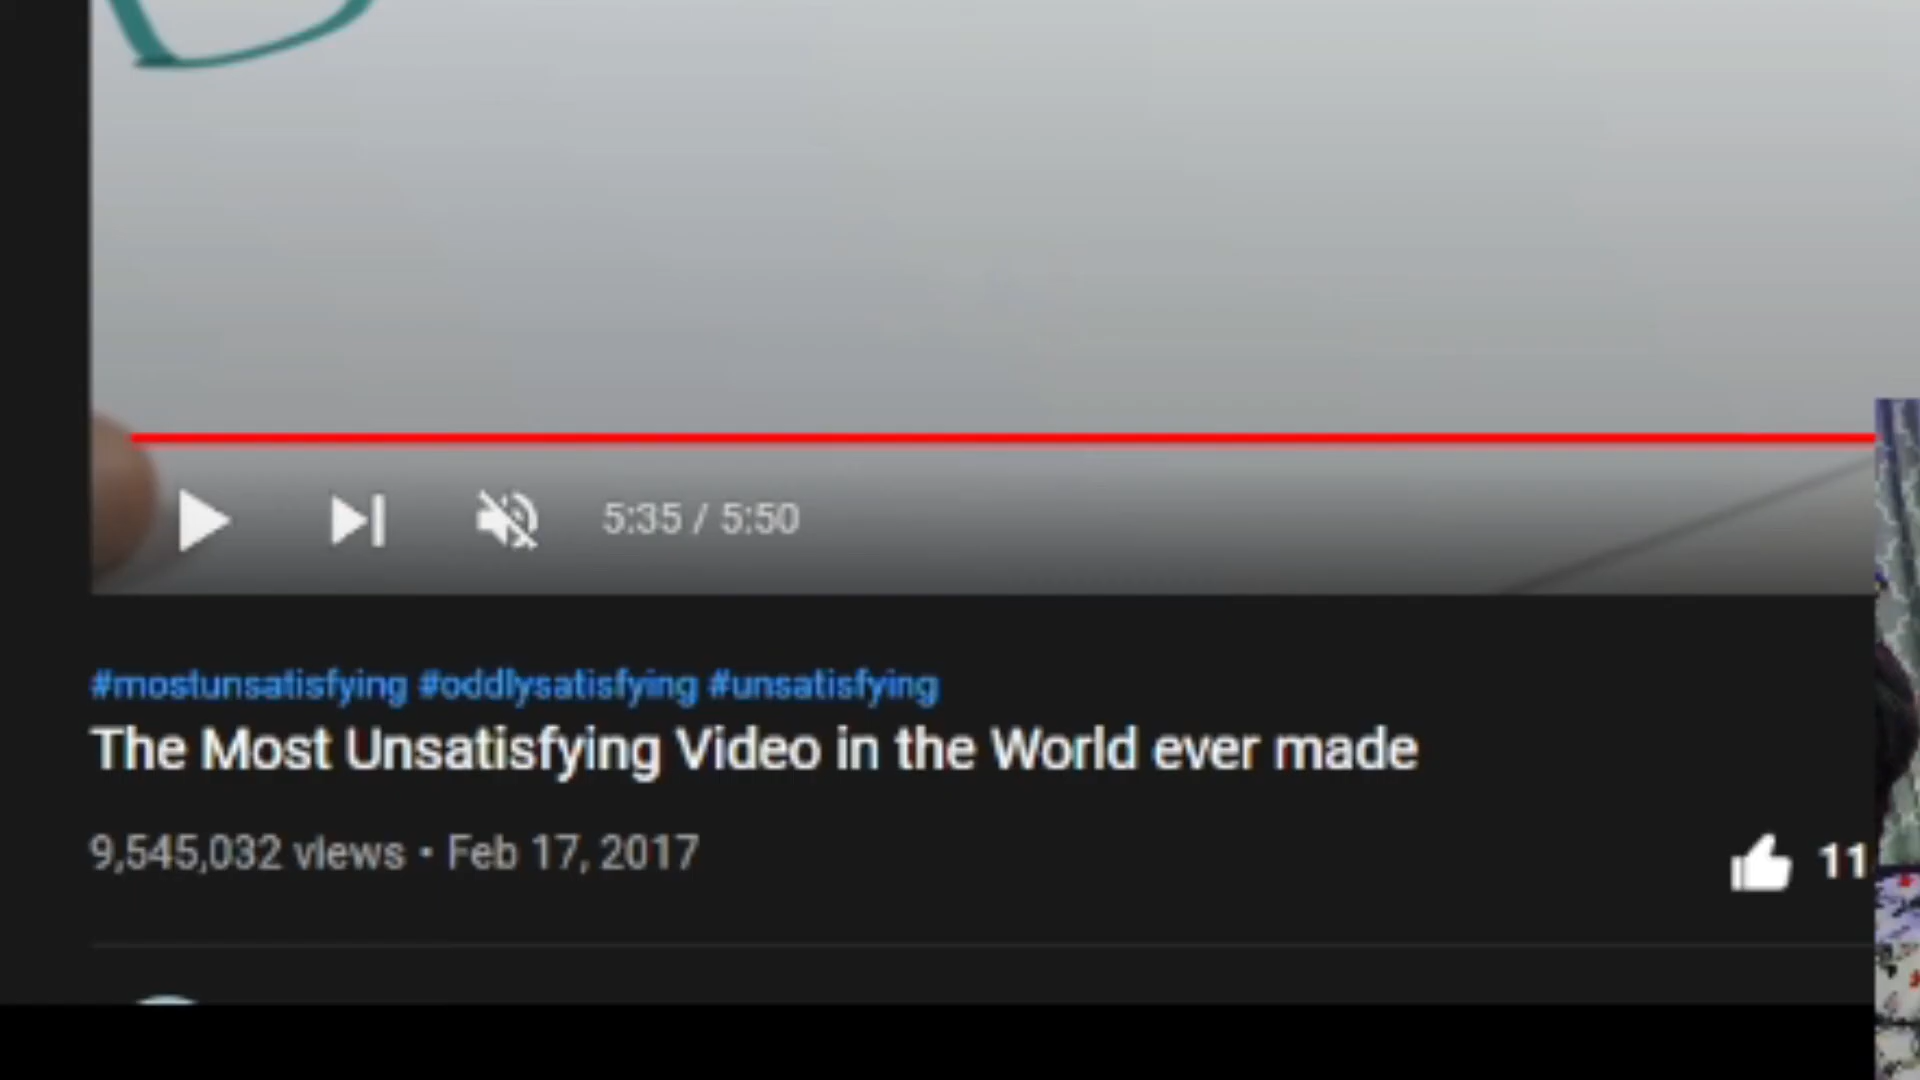 5:35 / 5:50
#mostunsatisfying #oddlysatisfying #unsatisfying
The Most Unsatisfying Video in the World ever made
9,545,032 views • Feb 17, 2017
11